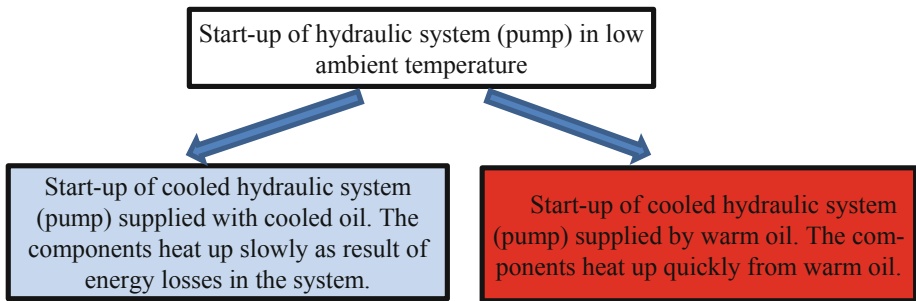 Start-up of hydraulic system (pump) in low
ambient temperature
Start-up of cooled hydraulic system
(pump) supplied with cooled oil. The
components heat up slowly as result of
energy losses in the system.
Start-up of cooled hydraulic system
(pump) supplied by warm oil. The com-
ponents heat up quickly from warm oil.